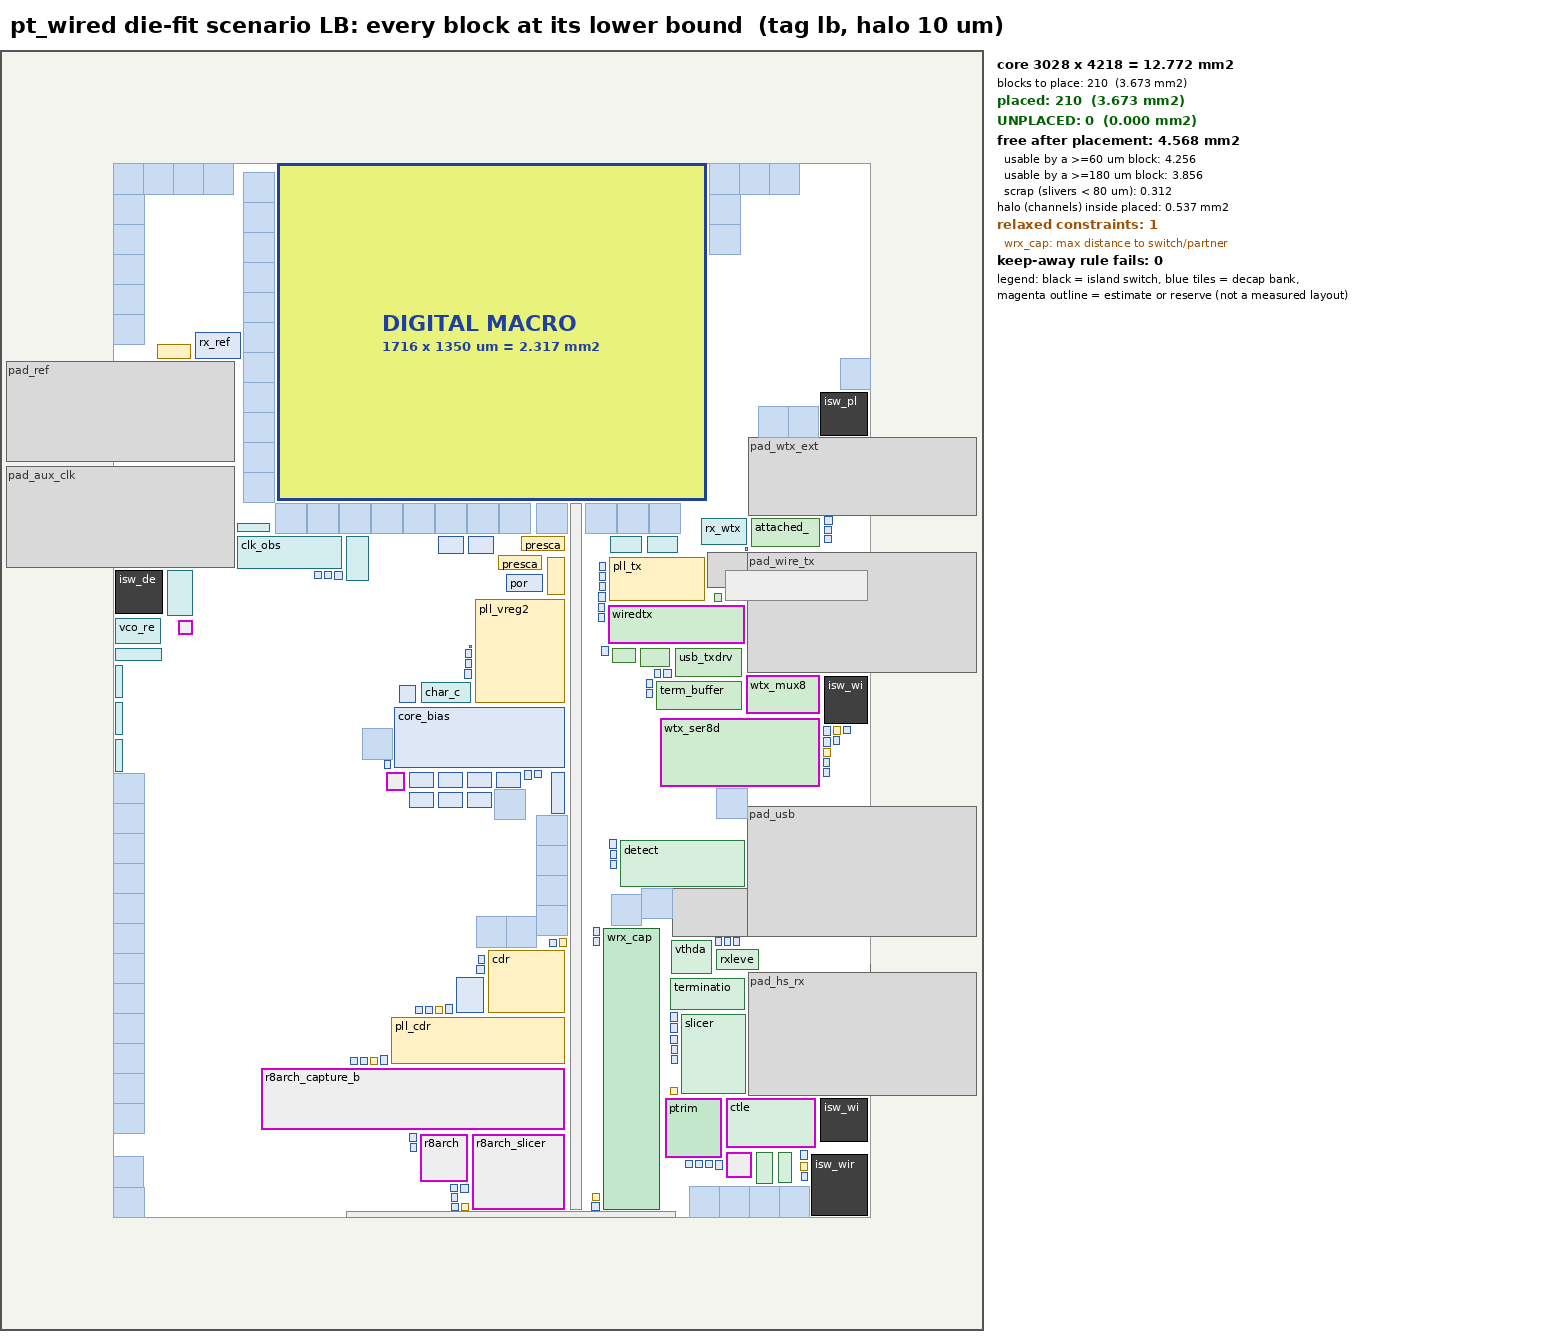 pt_wired die-fit scenario LB: every block at its lower bound  (tag lb, halo 10 um)
core 3028 x 4218 = 12.772 mm2
blocks to place: 210  (3.673 mm2)
placed: 210  (3.673 mm2)
UNPLACED: 0  (0.000 mm2)
free after placement: 4.568 mm2
usable by a >=60 um block: 4.256
usable by a >=180 um block: 3.856
scrap (slivers < 80 um): 0.312
halo (channels) inside placed: 0.537 mm2
relaxed constraints: 1
wrx_cap: max distance to switch/partner
keep-away rule fails: 0
legend: black = island switch, blue tiles = decap bank,
magenta outline = estimate or reserve (not a measured layout)
DIGITAL MACRO
1716 x 1350 um = 2.317 mm2
rx_ref
pad_ref
isw_pl
pad_wtx_ext
pad_aux_clk
rx_wtx
attached_
clk_obs
presca
presca
pll_tx
pad_wire_tx
isw_de
por
pll_vreg2
wiredtx
vco_re
usb_txdrv
char_c
term_buffer
wtx_mux8
isw_wi
core_bias
wtx_ser8d
pad_usb
detect
wrx_cap
vthda
rxleve
cdr
terminatio
pad_hs_rx
pll_cdr
slicer
r8arch_capture_b
ptrim
ctle
isw_wi
r8arch
r8arch_slicer
isw_wir